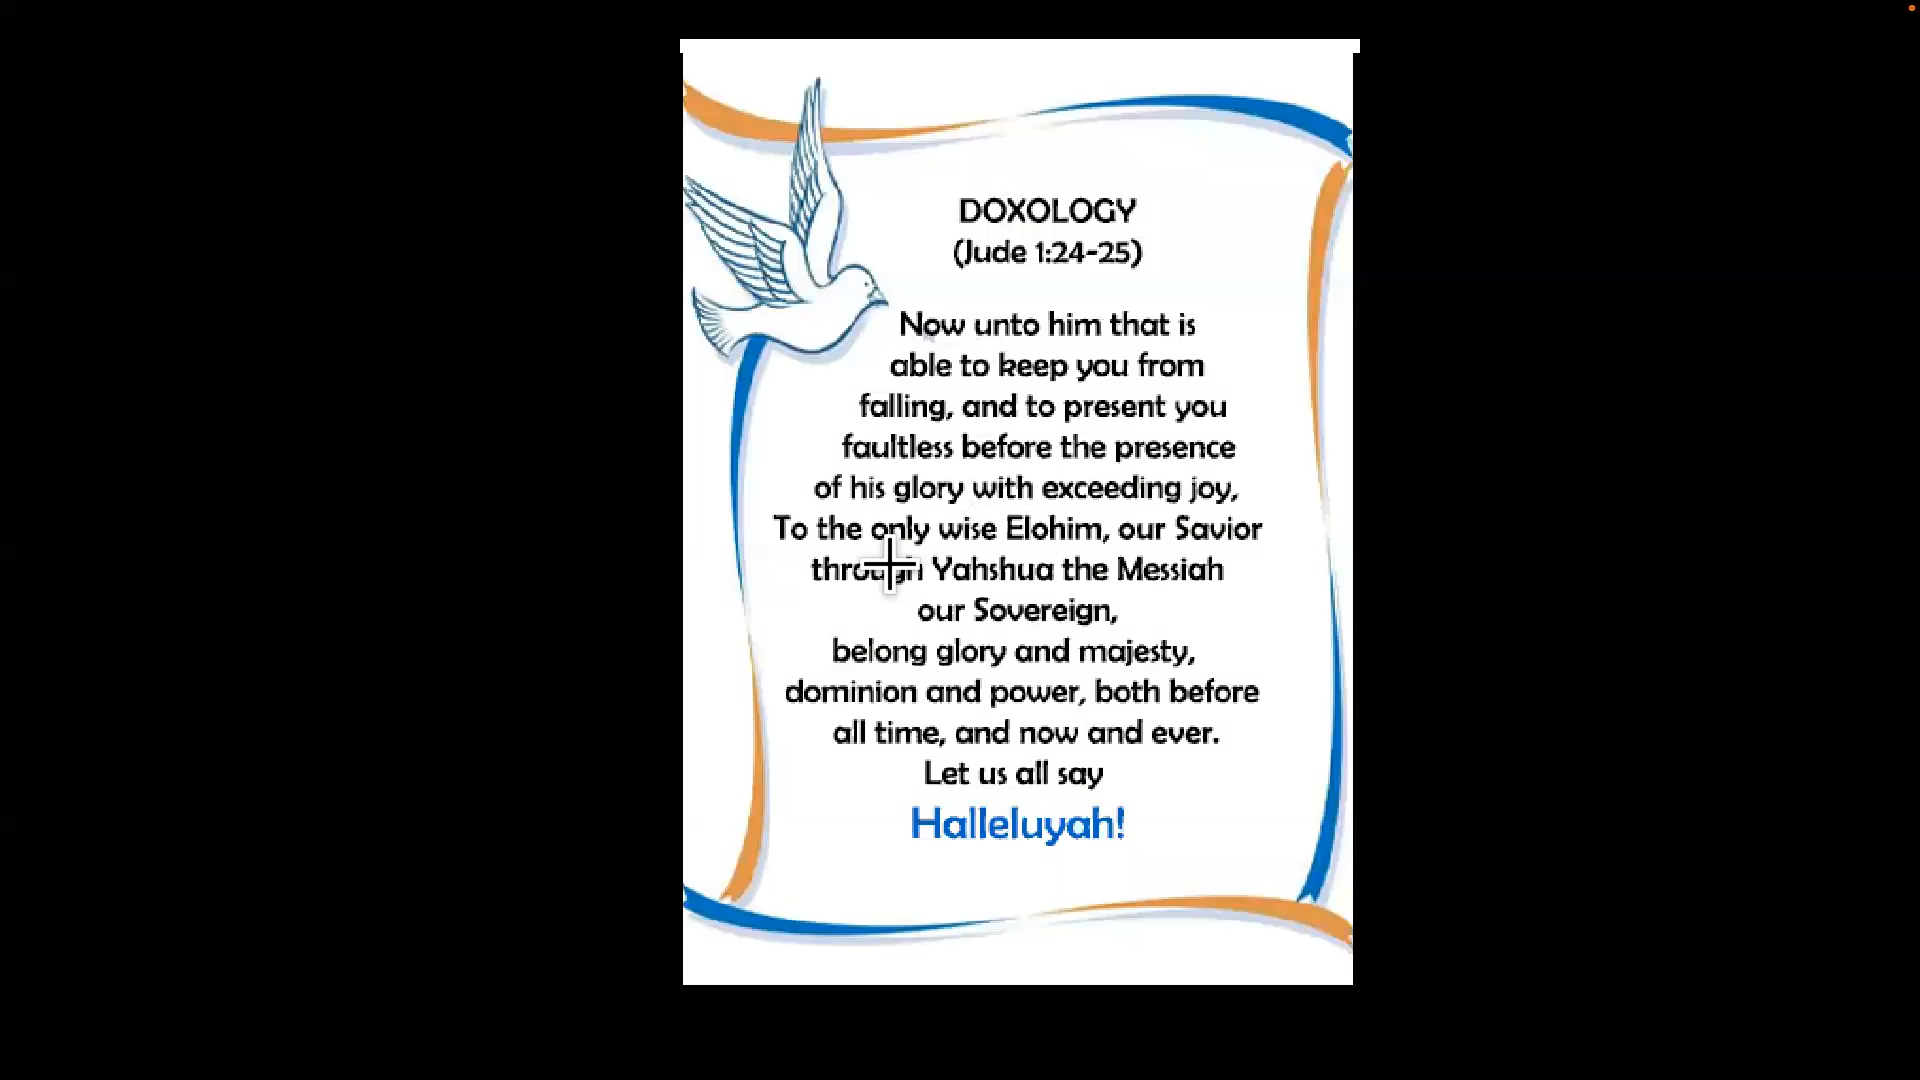 DOXOLOGY
(Jude 1:24-25)
Now unto him that is
able to keep you from
falling, and to present you
faultless before the presence
of his glory with exceeding joy,
To the only wise Elohim, our Savior
through Yahshua the Messiah
our Sovereign,
belong glory and majesty,
dominion and power, both before
all time, and now and ever.
Let us all say
Halleluyah!